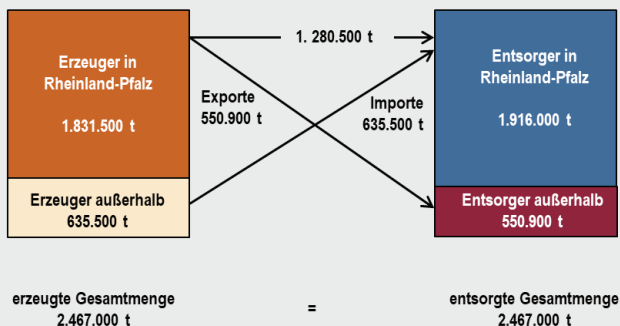 Erzeuger in
Rheinland-Pfalz
1.831.500 t
Erzeuger außerhalb
635.500 t
1. 280.500 t
Exporte
550.900 t
Importe
635.500 t
Entsorger in
Rheinland-Pfalz
1.916.000 t
Entsorger außerhalb
550.900 t
erzeugte Gesamtmenge
2.467.000 t
=
entsorgte Gesamtmenge
2.467.000 t